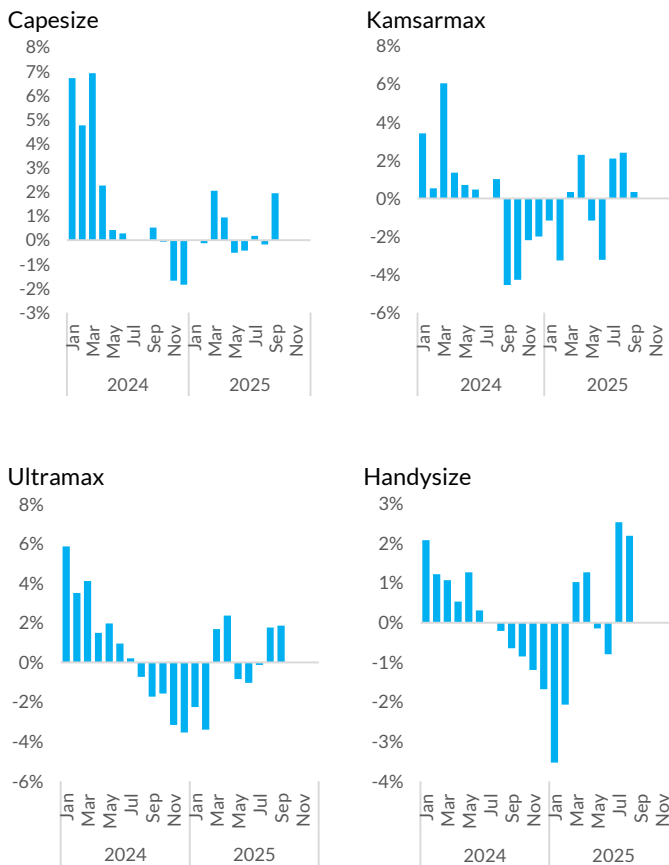 Capesize
8%
7%
6%
5%
4%
3%
2%
1%
0%
-1%
-2%
-3%
Jan
Mar
May
Jul
Sep
Nov
Jan
Mar
May
Jul
Sep
Nov
2024
2025
Kamsarmax
8%
6%
4%
2%
0%
-2%
-4%
-6%
Jan
Mar
May
Jul
Sep
Nov
Jan
Mar
May
Jul
Sep
Nov
2024
2025
Ultramax
8%
6%
4%
2%
0%
-2%
-4%
-6%
Jan
Mar
May
Jul
Sep
Nov
Jan
Mar
May
Jul
Sep
Nov
2024
2025
Handysize
3%
2%
1%
0%
-1%
-2%
-3%
-4%
Jan
Mar
May
Jul
Sep
Nov
Jan
Mar
May
Jul
Sep
Nov
2024
2025